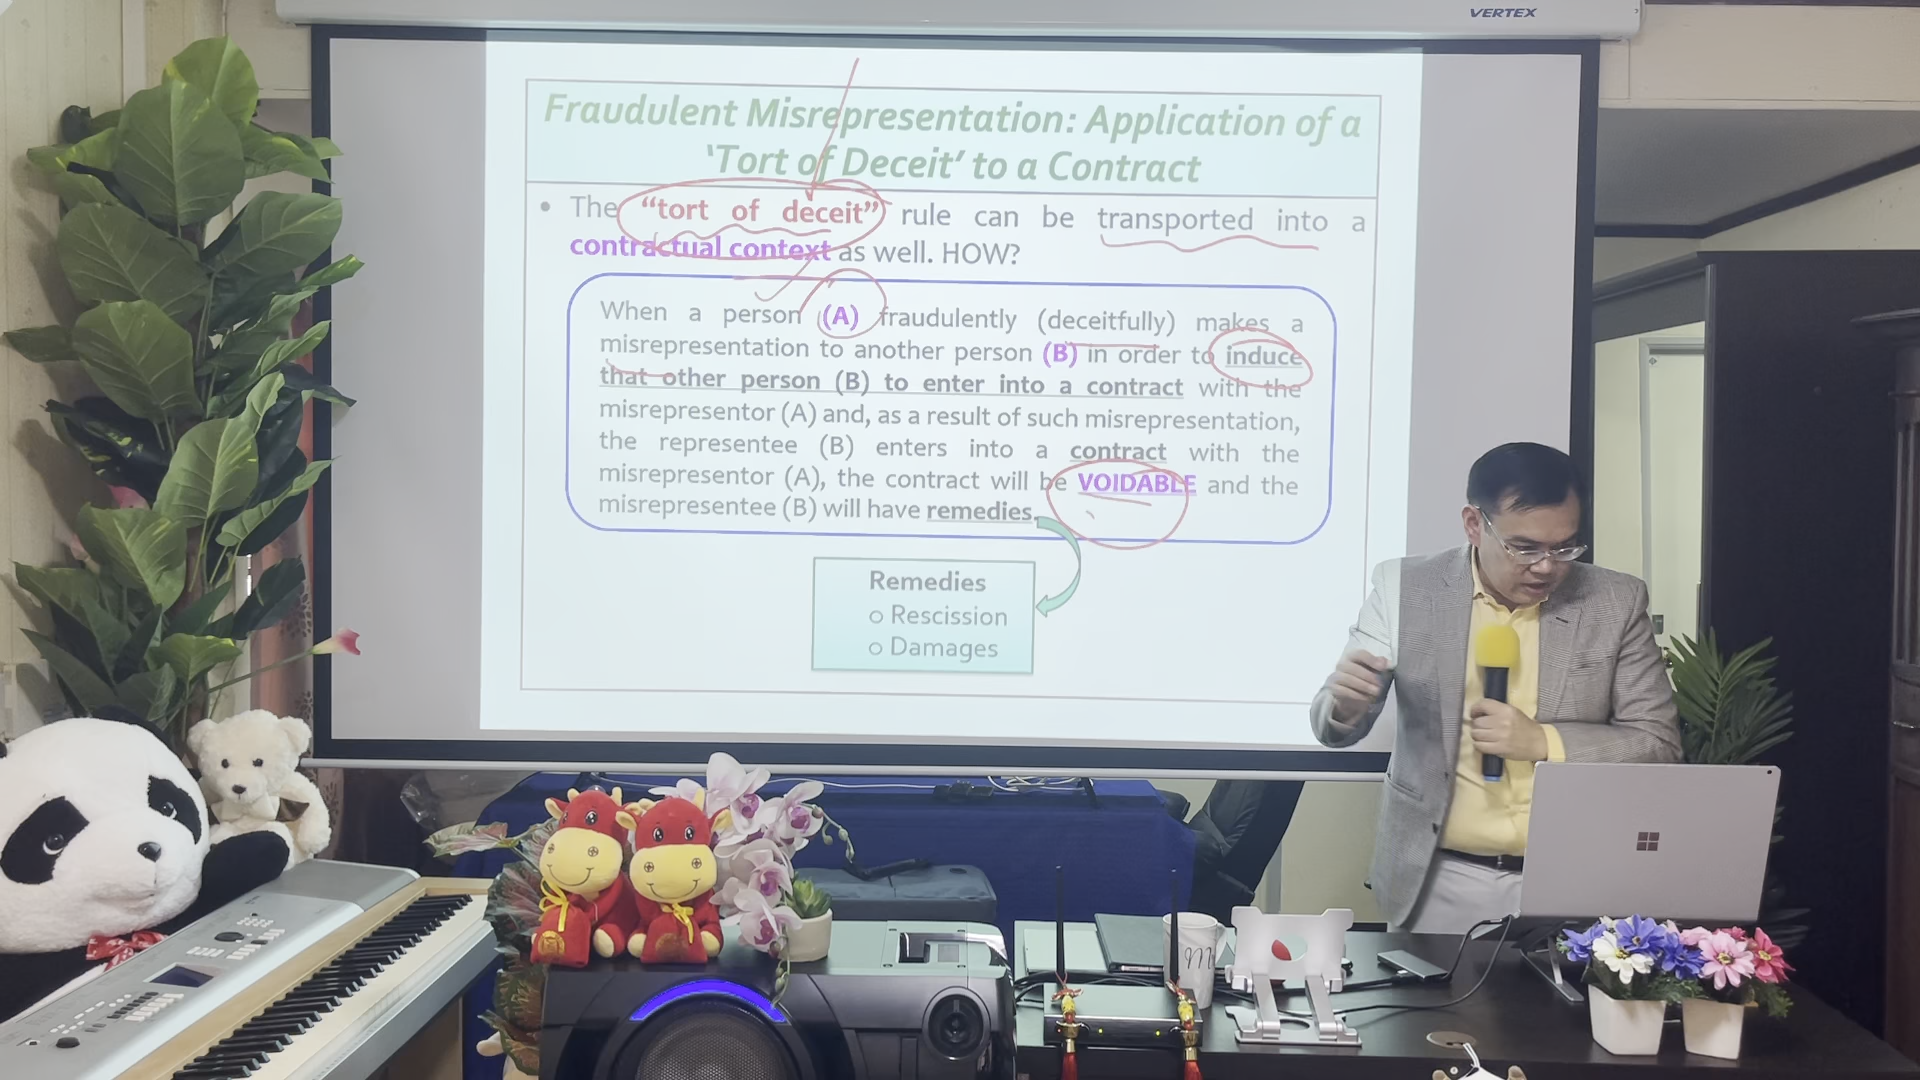 VERTEX
Fraudulent Misrepresentation: Application of a
‘Tort of Deceit’ to a Contract
• The “tort of deceit” rule can be transported into a
contractual context as well. HOW?
When a person (A) fraudulently (deceitfully) makes a
misrepresentation to another person (B) in order to induce
that other person (B) to enter into a contract with the
misrepresentor (A) and, as a result of such misrepresentation,
the representee (B) enters into a contract with the
misrepresentor (A), the contract will be VOIDABLE and the
misrepresentee (B) will have remedies.
Remedies
o Rescission
o Damages